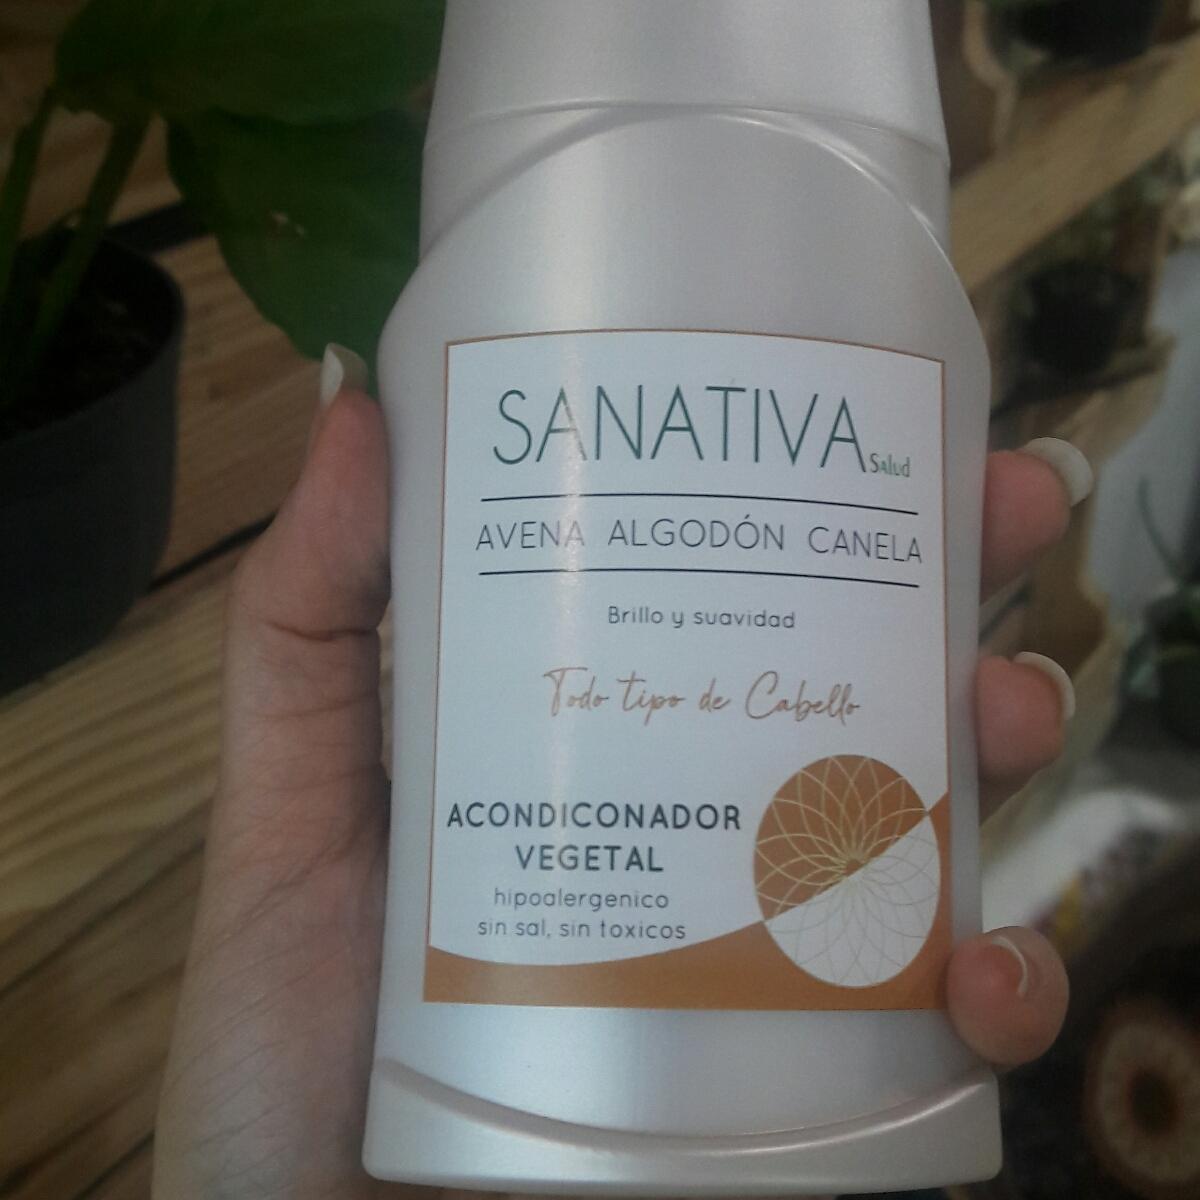 SANATIVA Salud
AVENA ALGODÓN CANELA
Brillo y suavidad
Todo tipo de Cabello
ACONDICONADOR
VEGETAL
hipoalergenico
sin sal, sin toxicos